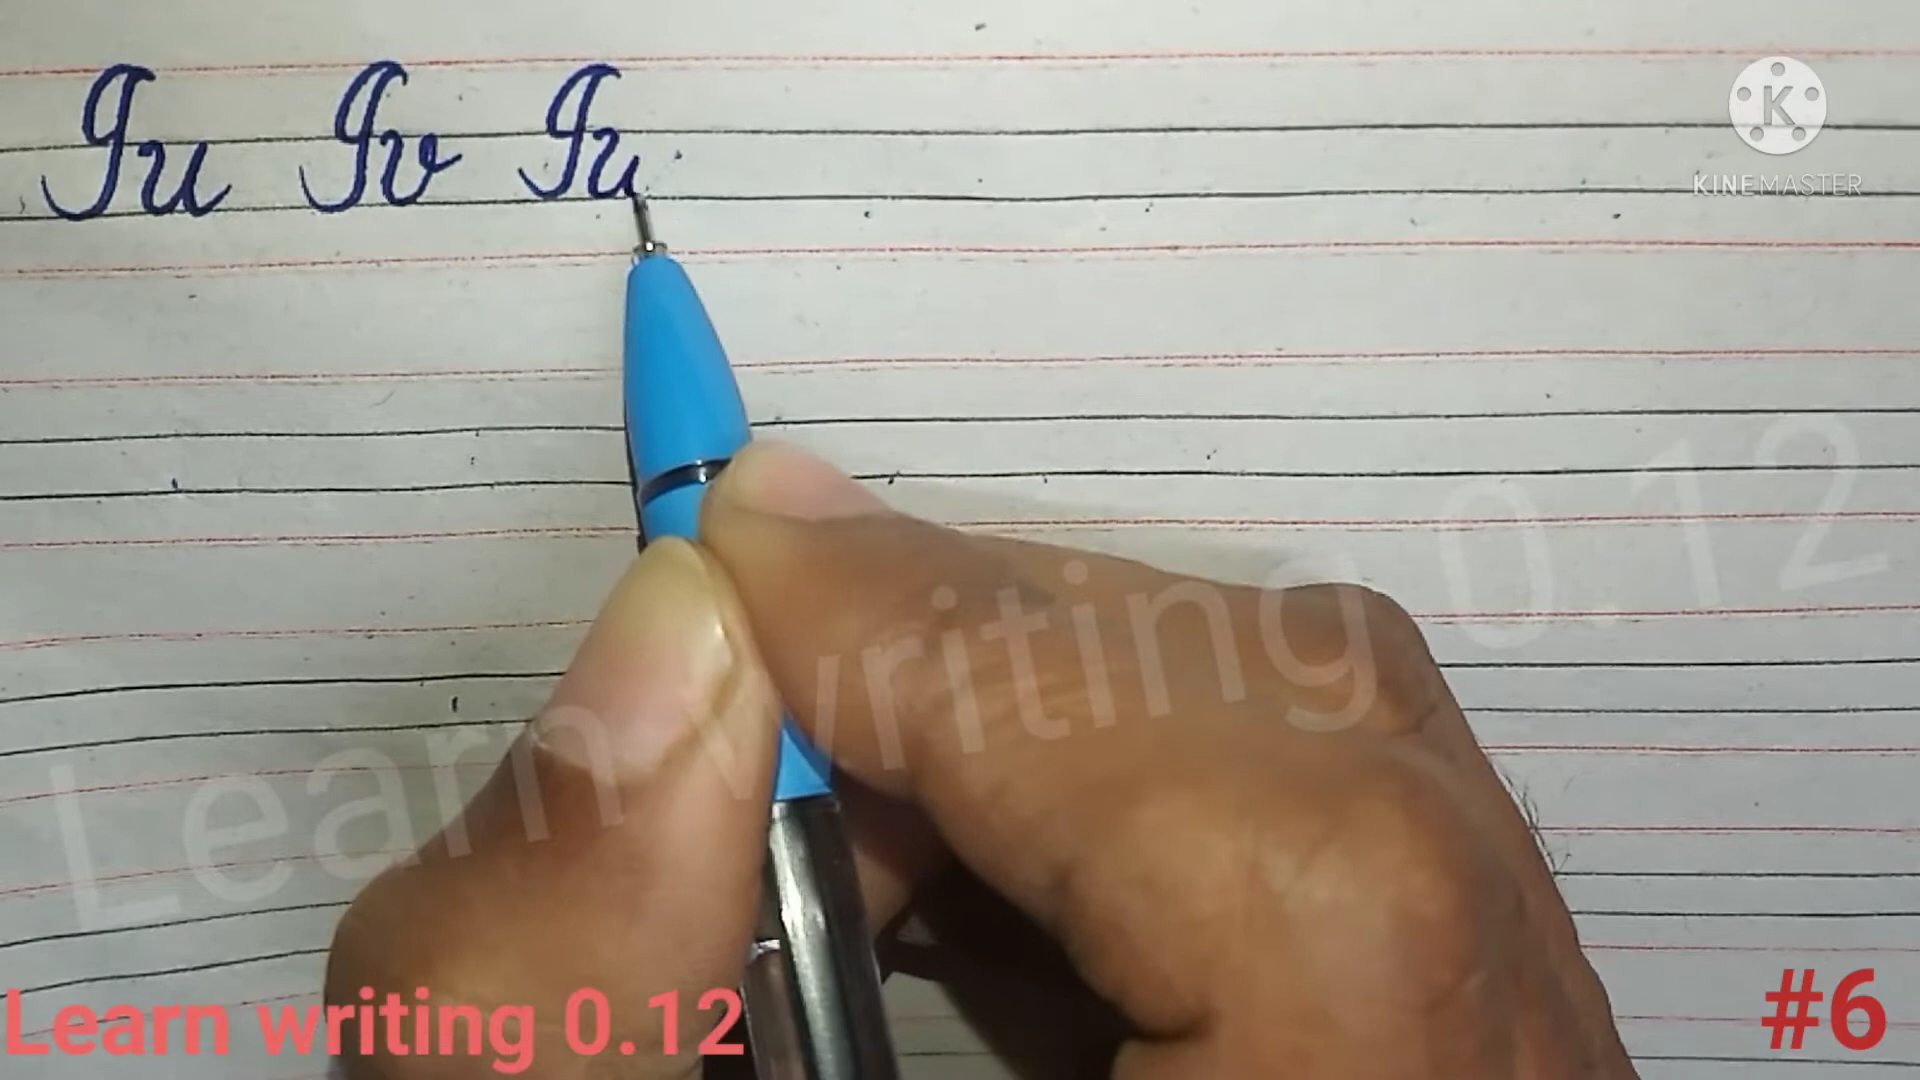 Iu Iv Iu
KINEMASTER
Learn writing 0.12
Learn writing 0.12
#6